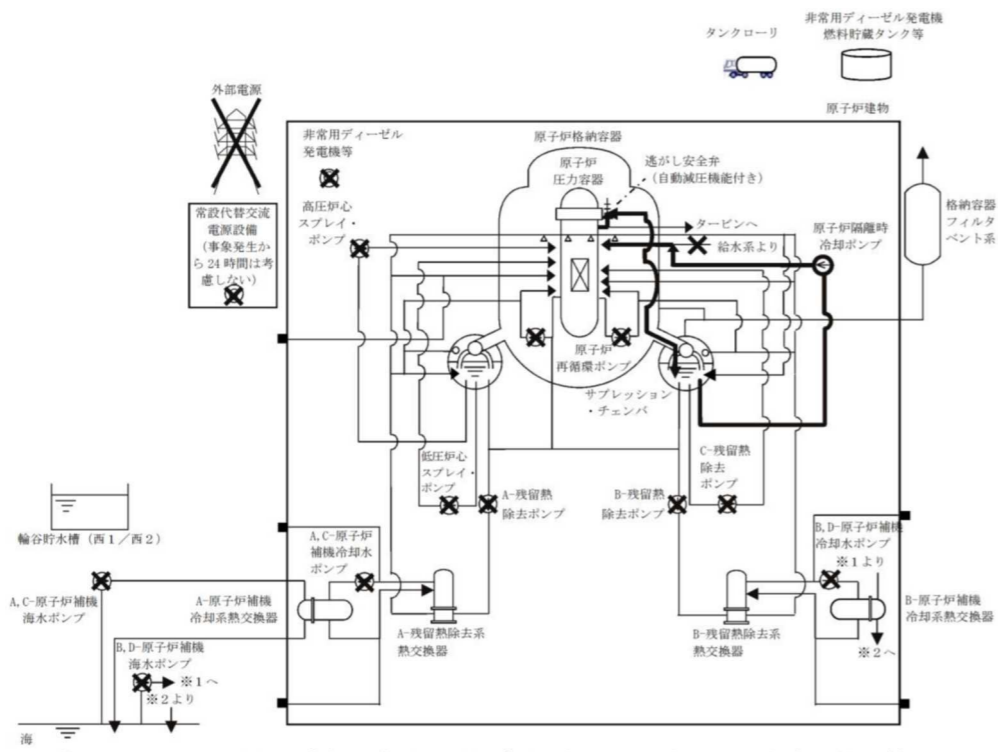 タンクローリ
非常用ディーゼル発電機
燃料貯蔵タンク等
外部電源
原子炉建物
非常用ディーゼル
発電機等
原子炉格納容器
原子炉
圧力容器
逃がし安全弁
(自動減圧機能付き)
格納容器
フィルタ
ベント系
常設代替交流
電源設備
(事象発生か
ら24時間は考
慮しない)
高圧炉心
スプレイ・
ポンプ
タービンへ
給水系より
原子炉隔離時
冷却ポンプ
原子炉
再循環ポンプ
サプレッション
・チェンバ
低圧炉心
スプレイ・
ポンプ
A-残留熱
除去ポンプ
B-残留熱
除去ポンプ
C-残留熱
除去
ポンプ
輪谷貯水槽(西1/西2)
A,C-原子炉
補機冷却水
ポンプ
B,D-原子炉補機
冷却水ポンプ
※1より
A,C-原子炉補機
海水ポンプ
A-原子炉補機
冷却系熱交換器
A-残留熱除去系
熱交換器
B-残留熱除去系
熱交換器
B-原子炉補機
冷却系熱交換器
※2へ
B,D-原子炉補機
海水ポンプ
※1へ
※2より
海